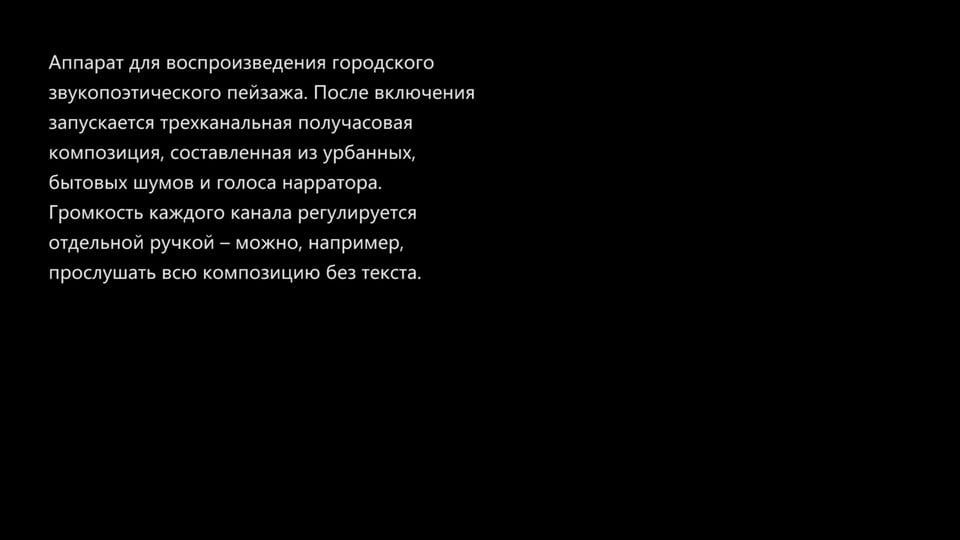 Аппарат для воспроизведения городского
звукопоэтического пейзажа. После включения
запускается трехканальная получасовая
композиция, составленная из урбанных,
бытовых шумов и голоса нарратора.
Громкость каждого канала регулируется
отдельной ручкой – можно, например,
прослушать всю композицию без текста.